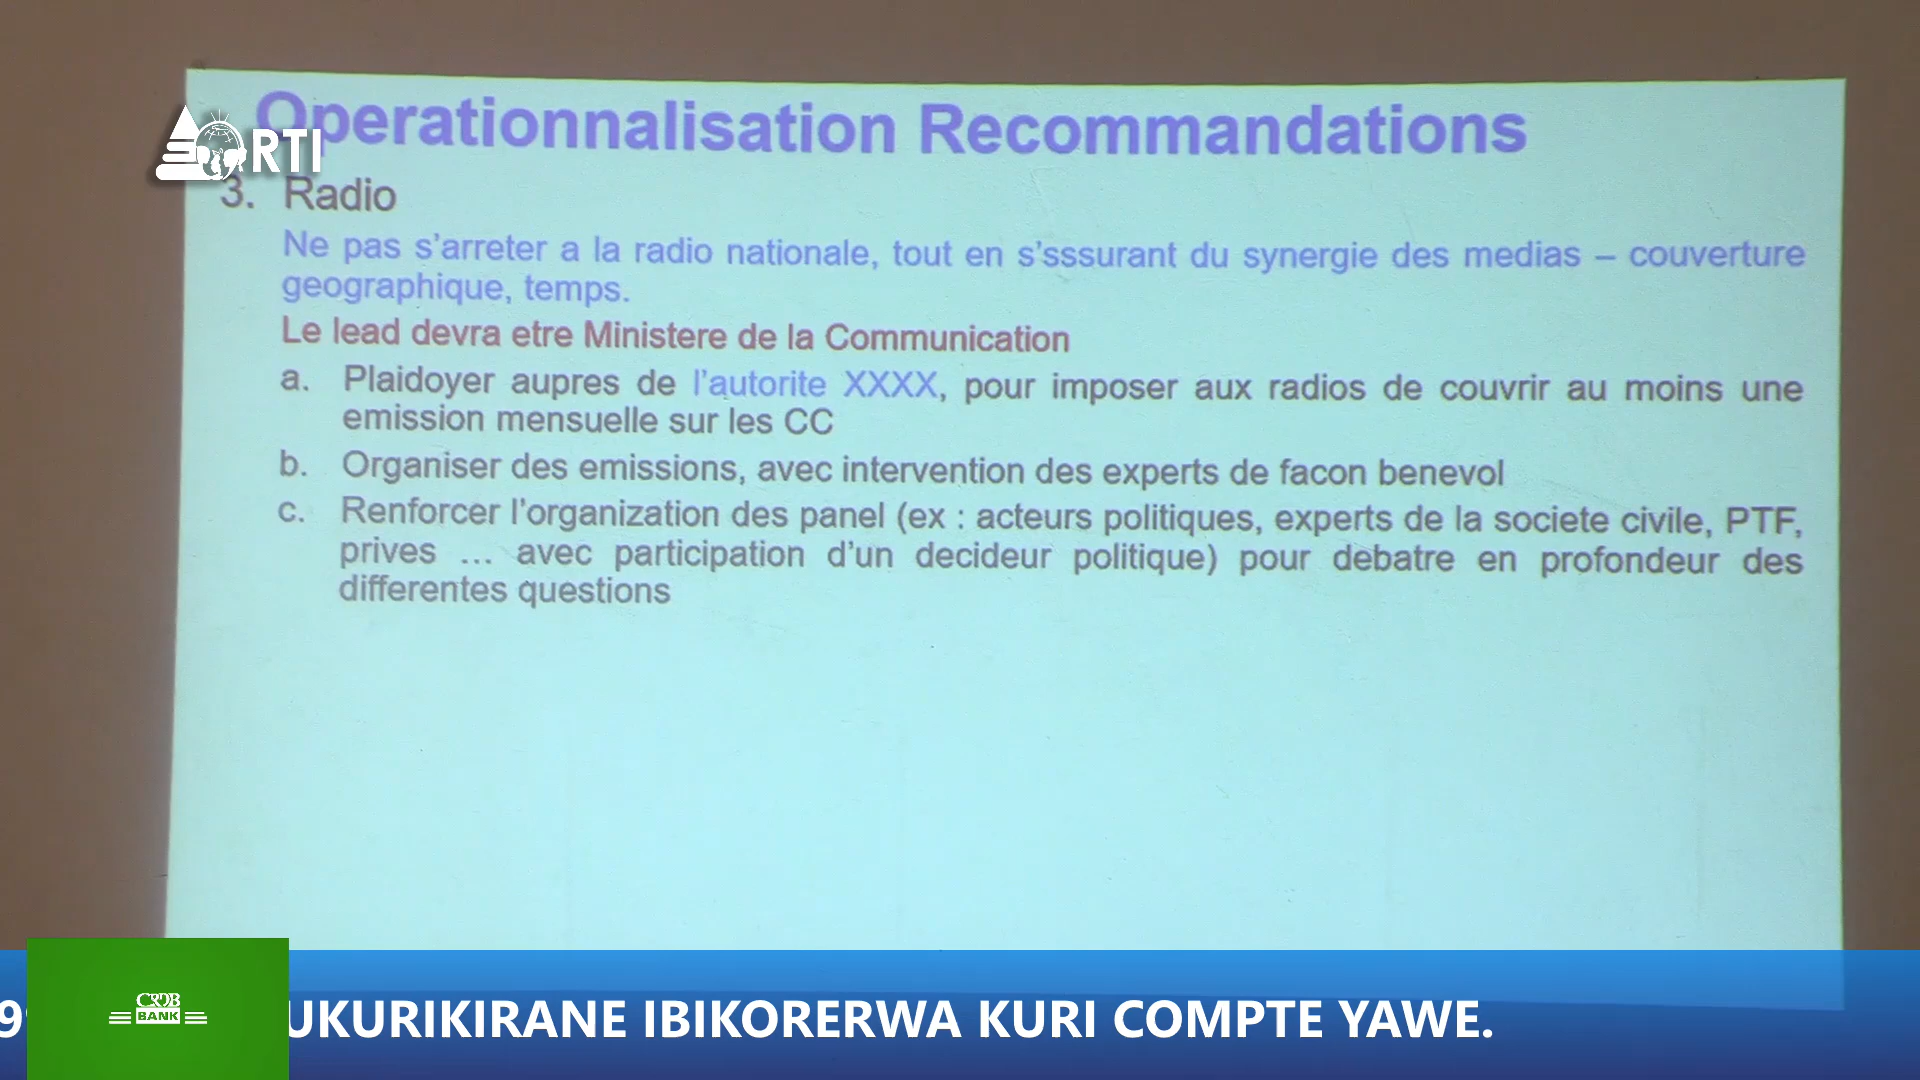 Operationnalisation Recommandations
RTI
3. Radio
Ne pas s'arreter a la radio nationale, tout en s'sssurant du synergie des medias – couverture
geographique, temps.
Le lead devra etre Ministere de la Communication
a. Plaidoyer aupres de l'autorite XXXX, pour imposer aux radios de couvrir au moins une
emission mensuelle sur les CC
b. Organiser des emissions, avec intervention des experts de facon benevol
c. Renforcer l'organization des panel (ex : acteurs politiques, experts de la societe civile, PTF,
prives … avec participation d'un decideur politique) pour debatre en profondeur des
differentes questions
CRDB
BANK
UKURIKIRANE IBIKORERWA KURI COMPTE YAWE.